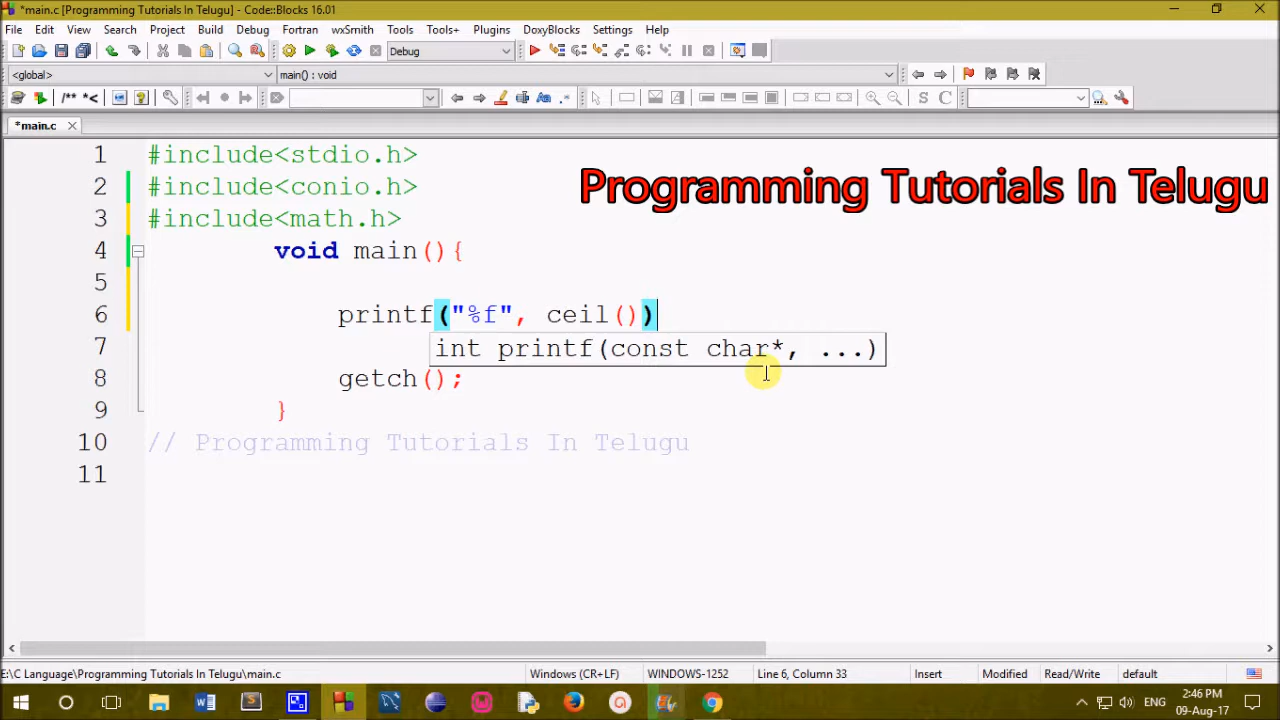 *main.c [Programming Tutorials In Telugu] - Code::Blocks 16.01
File Edit View Search Project Build Debug Fortran wxSmith Tools Tools+ Plugins DoxyBlocks Settings Help
Debug
<global> main() : void
/** *< S C
*main.c
Programming Tutorials In Telugu
1 #include<stdio.h>
2 #include<conio.h>
3 #include<math.h>
4 void main(){
5
6 printf("%f", ceil())
7 int printf(const char*, ...)
8 getch();
9 }
10 // Programming Tutorials In Telugu
11
E:\C Language\Programming Tutorials In Telugu\main.c Windows (CR+LF) WINDOWS-1252 Line 6, Column 33 Insert Modified Read/Write default
ENG 2:46 PM
09-Aug-17